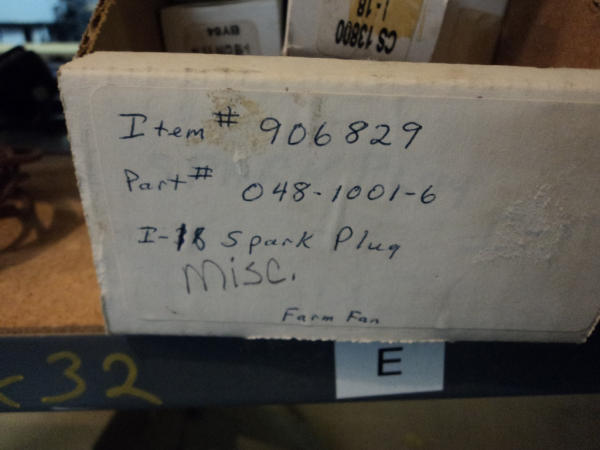 I-18
CS 13800
Item # 906829
Part # 048-1001-6
I-18 Spark Plug
Misc.
Farm Fan
32
E